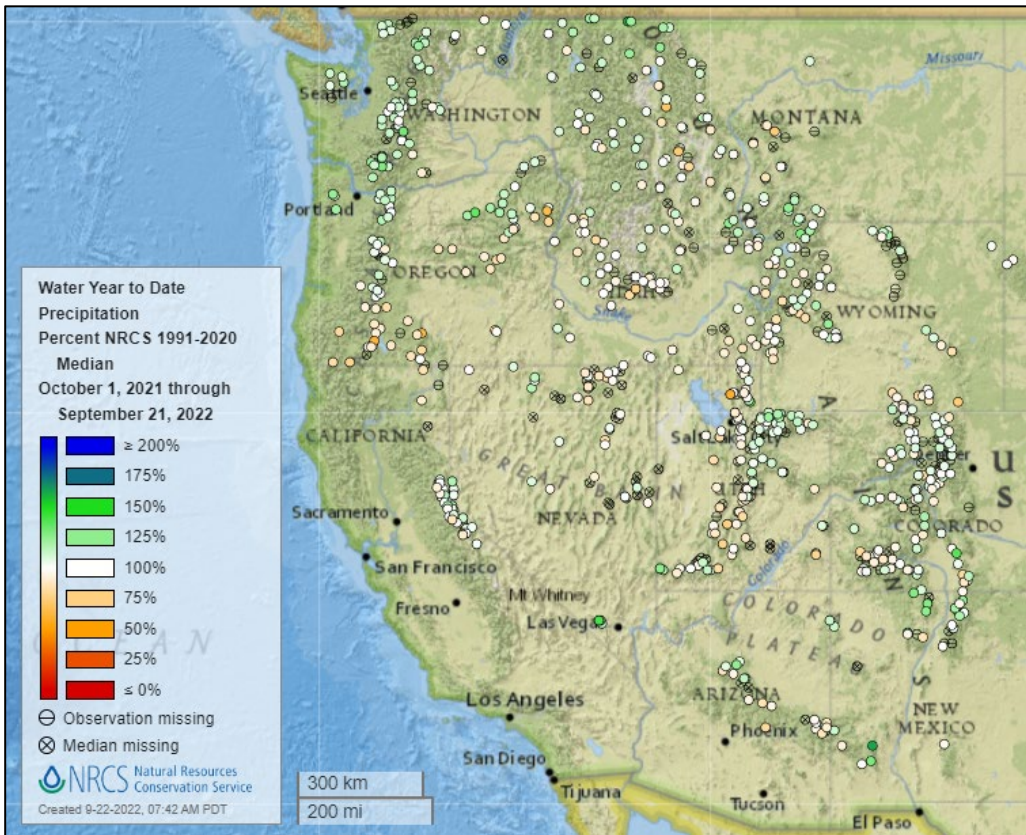 Missouri
Seattle
WASHINGTON
MONTANA
Portland
OREGON
Snake
WYOMING
CALIFORNIA
Salt Lake City
GREAT BASIN
UTAH
NEVADA
Sacramento
COLORADO
San Francisco
Colorado
Mt Whitney
Fresno
COLORADO
PLATEAU
Las Vegas
Los Angeles
ARIZONA
Phoenix
NEW
MEXICO
San Diego
Tijuana
Tucson
El Paso
OCEAN
U
S
Water Year to Date
Precipitation
Percent NRCS 1991-2020
Median
October 1, 2021 through
September 21, 2022
≥ 200%
175%
150%
125%
100%
75%
50%
25%
≤ 0%
Observation missing
Median missing
NRCS Natural Resources
Conservation Service
Created 9-22-2022, 07:42 AM PDT
300 km
200 mi